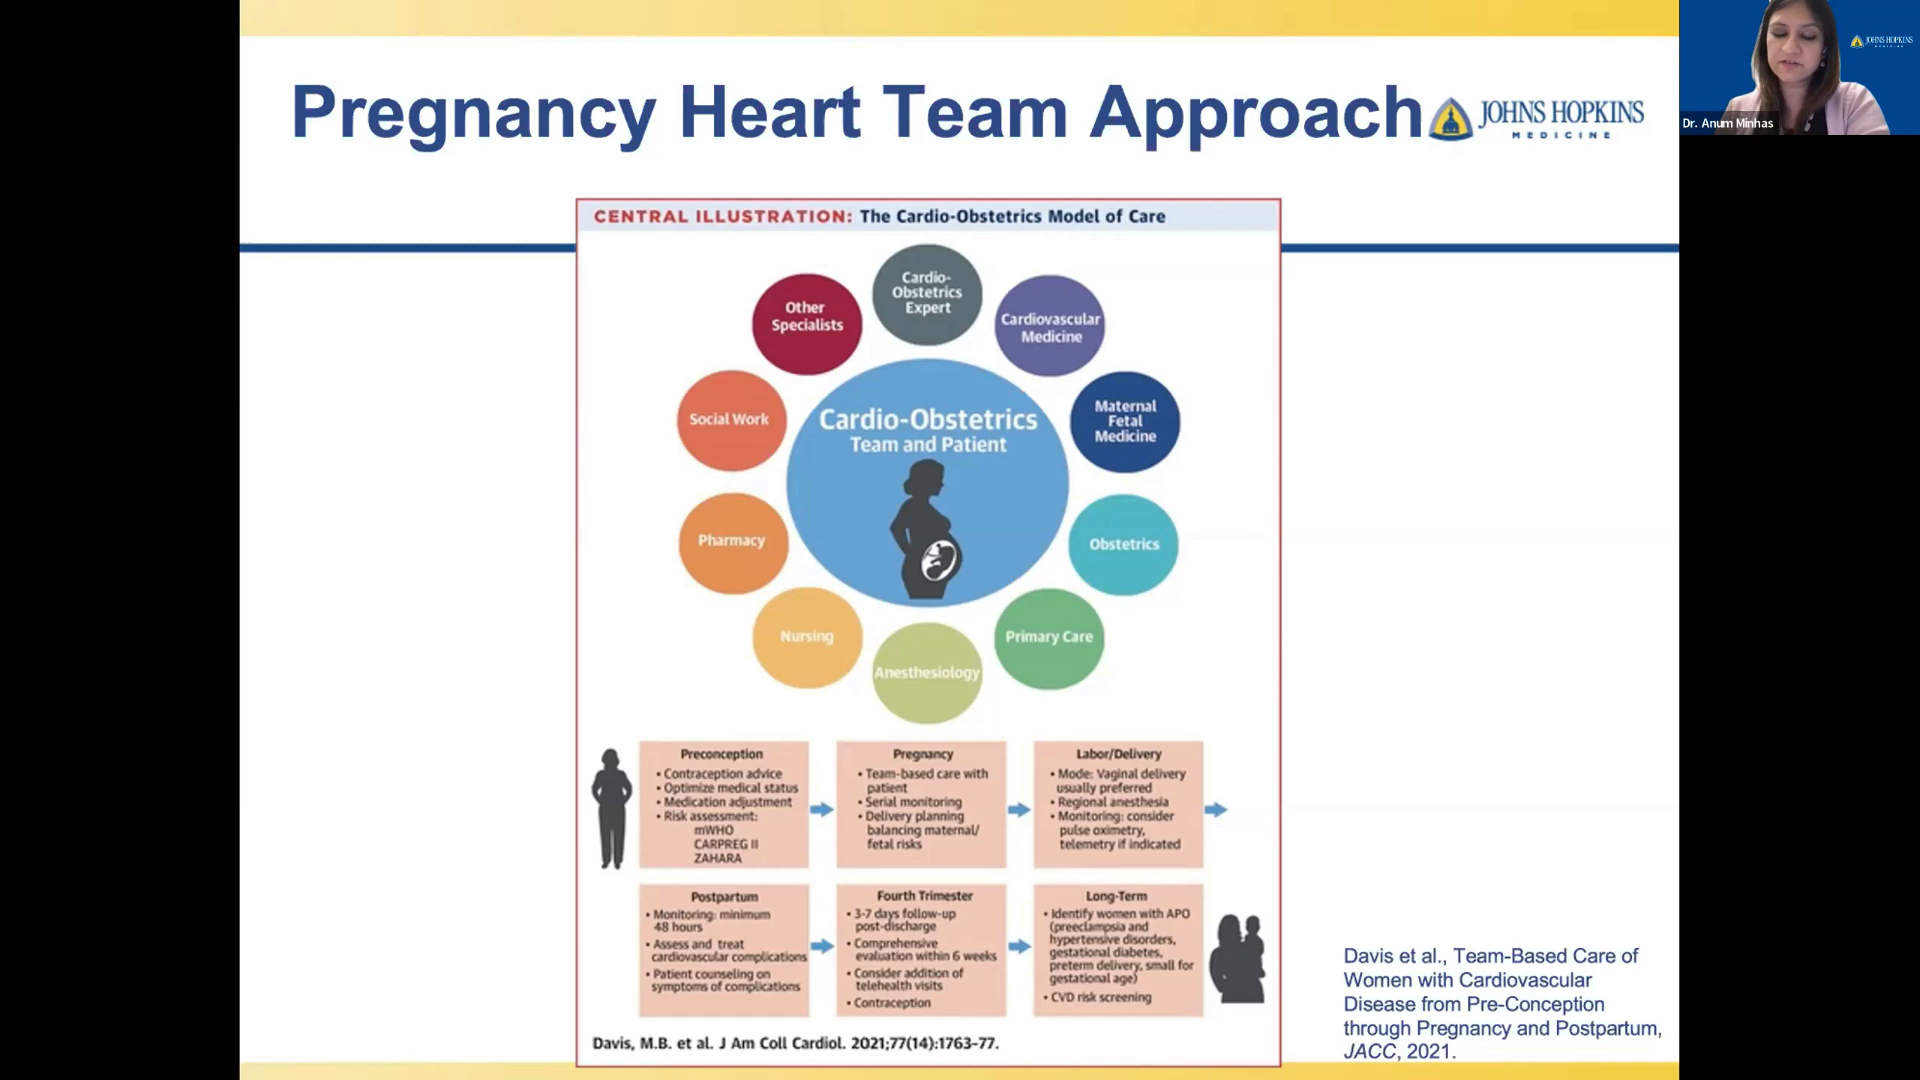 Pregnancy Heart Team Approach
JOHNS HOPKINS
MEDICINE
JOHNS HOPKINS
MEDICINE
Dr. Anum Minhas
CENTRAL ILLUSTRATION: The Cardio-Obstetrics Model of Care
Cardio-
Obstetrics
Expert
Cardiovascular
Medicine
Maternal
Fetal
Medicine
Obstetrics
Primary Care
Anesthesiology
Nursing
Pharmacy
Social Work
Other
Specialists
Cardio-Obstetrics
Team and Patient
Preconception
• Contraception advice
• Optimize medical status
• Medication adjustment
• Risk assessment:
mWHO
CARPREG II
ZAHARA
Pregnancy
• Team-based care with
patient
• Serial monitoring
• Delivery planning
balancing maternal/
fetal risks
Labor/Delivery
• Mode: Vaginal delivery
usually preferred
• Regional anesthesia
• Monitoring: consider
pulse oximetry,
telemetry if indicated
Postpartum
• Monitoring: minimum
48 hours
• Assess and treat
cardiovascular complications
• Patient counseling on
symptoms of complications
Fourth Trimester
• 3-7 days follow-up
post-discharge
• Comprehensive
evaluation within 6 weeks
• Consider addition of
telehealth visits
• Contraception
Long-Term
• Identify women with APO
(preeclampsia and
hypertensive disorders,
gestational diabetes,
preterm delivery, small for
gestational age)
• CVD risk screening
Davis, M.B. et al. J Am Coll Cardiol. 2021;77(14):1763–77.
Davis et al., Team-Based Care of
Women with Cardiovascular
Disease from Pre-Conception
through Pregnancy and Postpartum,
JACC, 2021.